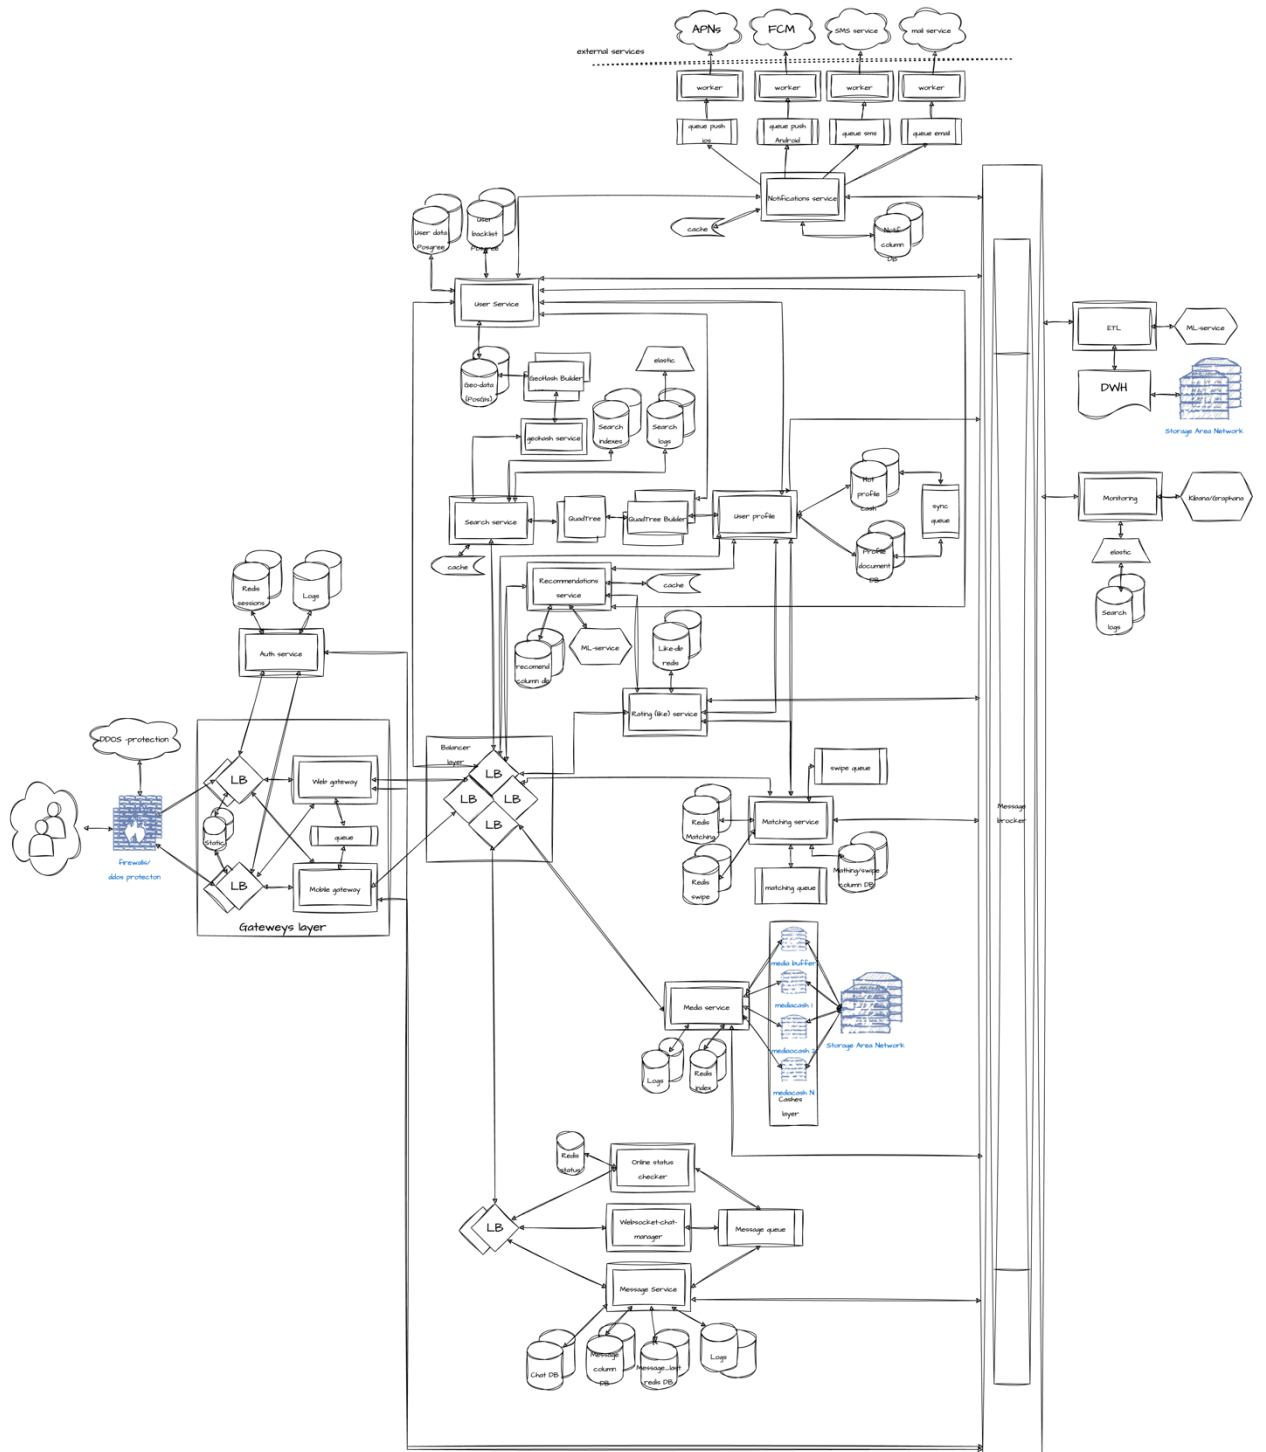 APNs
FCM
SMS service
mail service
external services
worker
worker
worker
worker
queue push
ios
queue push
Android
queue sms
queue email
Notifications service
cache
Notif
column
DB
User data
Posgree
User
backlist
Posgree
User Service
Geo-data
(PosGis)
GeoHash Builder
geohash service
Search
indexes
elastic
Search
logs
ETL
ML-service
DWH
Storage Area Network
Monitoring
Kibana/Graphana
elastic
Search
logs
Search service
cache
QuadTree
QuadTree Builder
User profile
Hot
profile
cash
sync
queue
Profile
document
DB
Recommendations
service
cache
recomend
column db
ML-service
Like-db
redis
Rating (like) service
Redis
sessions
Logs
Auth service
DDOS -protection
firewalls/
ddos protecton
LB
Static
LB
Web gateway
queue
Mobile gateway
Gateweys layer
Balancer
layer
LB
LB
LB
LB
swipe queue
Redis
Matching
Matching service
Redis
swipe
matching queue
Mathing/swipe
column DB
Message
brocker
Media service
Logs
Redis
index
media buffer
mediacash 1
mediaocash 2
mediacash N
Cashes
layer
Storage Area Network
Redis
status
Online status
checker
LB
Websocket-chat-
manager
Message queue
Message Service
Chat DB
Message
column
DB
Message_last
redis DB
Logs